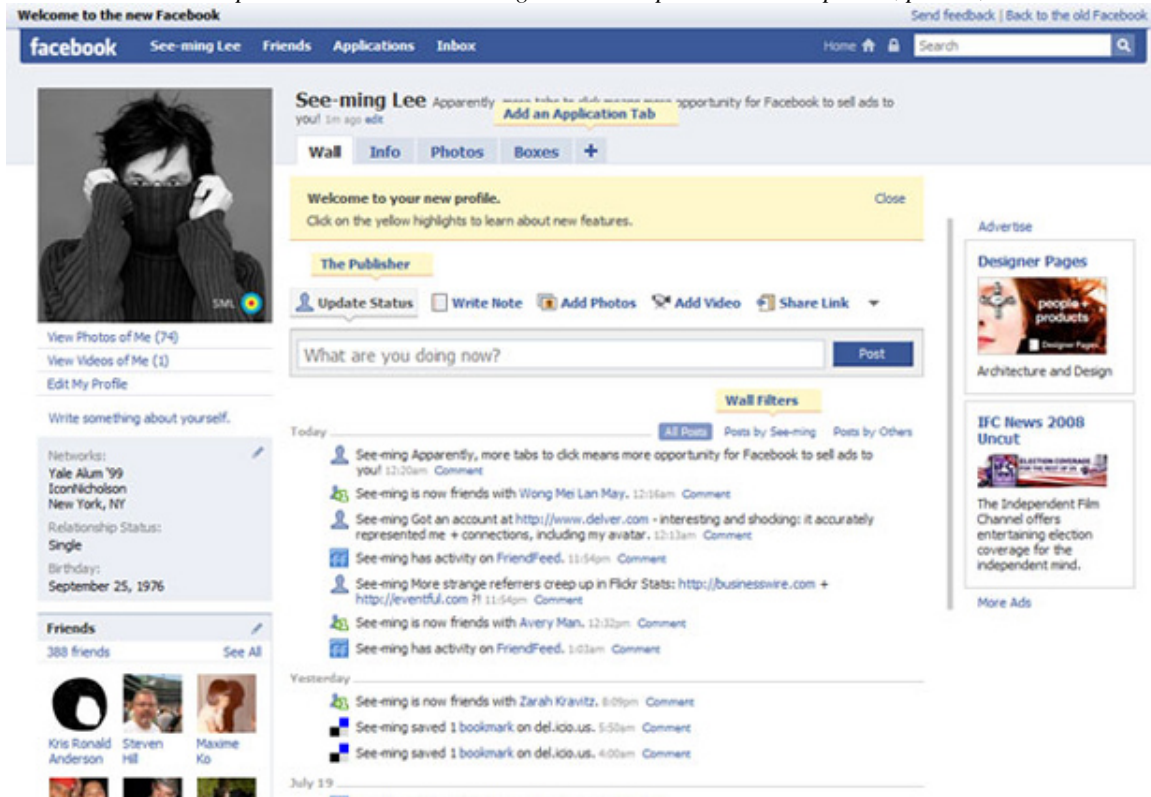 Welcome to the new Facebook
Send feedback | Back to the old Facebook
facebook
See-ming Lee
Friends
Applications
Inbox
Home
Search
See-ming Lee Apparently, more tabs to click means more opportunity for Facebook to sell ads to
you! 1m ago edit
Add an Application Tab
Wall
Info
Photos
Boxes
+
Welcome to your new profile.
Close
Click on the yellow highlights to learn about new features.
The Publisher
Update Status
Write Note
Add Photos
Add Video
Share Link
What are you doing now?
Post
Wall Filters
Today
All Posts
Posts by See-ming
Posts by Others
See-ming Apparently, more tabs to click means more opportunity for Facebook to sell ads to
you! 12:20am Comment
See-ming is now friends with Wong Mei Lan May. 12:16am Comment
See-ming Got an account at http://www.delver.com - interesting and shocking: it accurately
represented me + connections, including my avatar. 12:13am Comment
See-ming has activity on FriendFeed. 11:54pm Comment
See-ming More strange referrers creep up in Flickr Stats: http://businesswire.com +
http://eventful.com ?! 11:54pm Comment
See-ming is now friends with Avery Man. 12:32pm Comment
See-ming has activity on FriendFeed. 1:03am Comment
Yesterday
See-ming is now friends with Zarah Kravitz. 8:09pm Comment
See-ming saved 1 bookmark on del.icio.us. 5:50am Comment
See-ming saved 1 bookmark on del.icio.us. 4:00am Comment
July 19
SML
View Photos of Me (74)
View Videos of Me (1)
Edit My Profile
Write something about yourself.
Networks:
Yale Alum '99
IconNicholson
New York, NY
Relationship Status:
Single
Birthday:
September 25, 1976
Friends
388 friends
See All
Kris Ronald
Anderson
Steven
Hill
Maxime
Ko
Advertise
Designer Pages
people +
products
Designer Pages
Architecture and Design
IFC News 2008
Uncut
ELECTION COVERAGE
FOR THE REST OF US
The Independent Film
Channel offers
entertaining election
coverage for the
independent mind.
More Ads